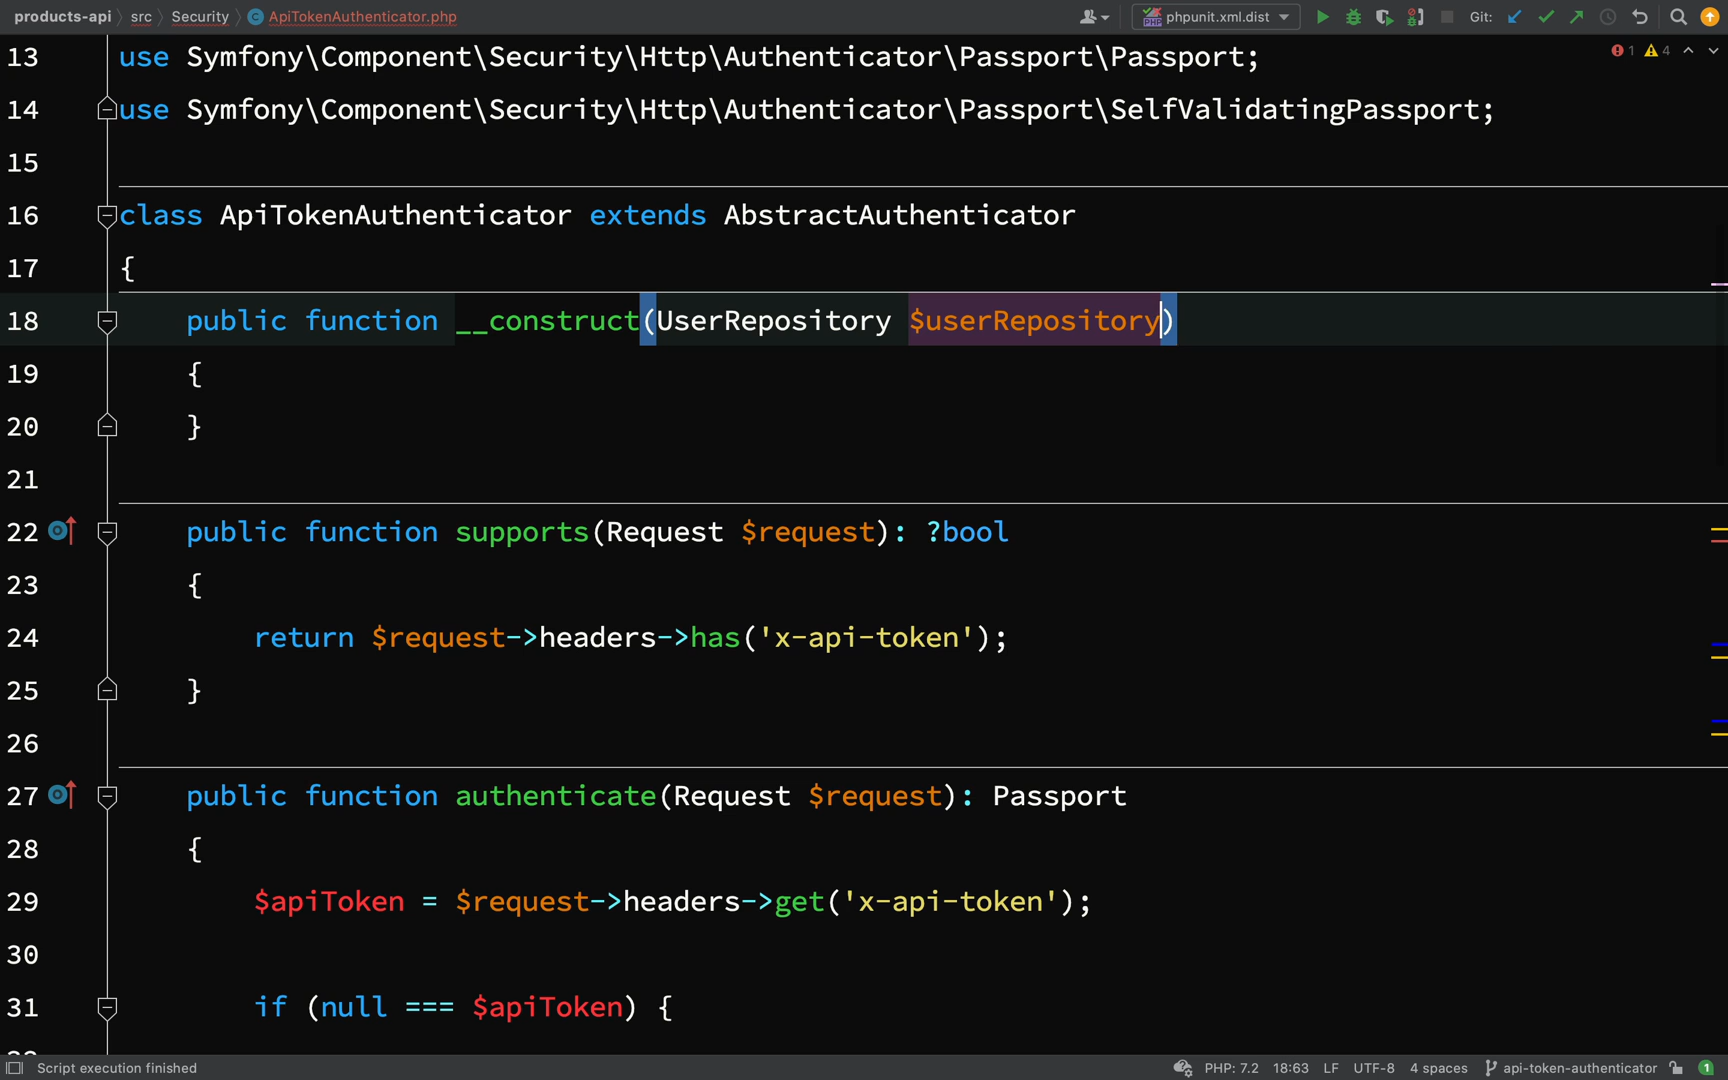 products-api src Security ApiTokenAuthenticator.php phpunit.xml.dist Git:
13 use Symfony\Component\Security\Http\Authenticator\Passport\Passport; 1 4
14 use Symfony\Component\Security\Http\Authenticator\Passport\SelfValidatingPassport;
15
16 class ApiTokenAuthenticator extends AbstractAuthenticator
17 {
18 public function __construct(UserRepository $userRepository)
19 {
20 }
21
22 public function supports(Request $request): ?bool
23 {
24 return $request->headers->has('x-api-token');
25 }
26
27 public function authenticate(Request $request): Passport
28 {
29 $apiToken = $request->headers->get('x-api-token');
30
31 if (null === $apiToken) {
Script execution finished PHP: 7.2 18:63 LF UTF-8 4 spaces api-token-authenticator 1